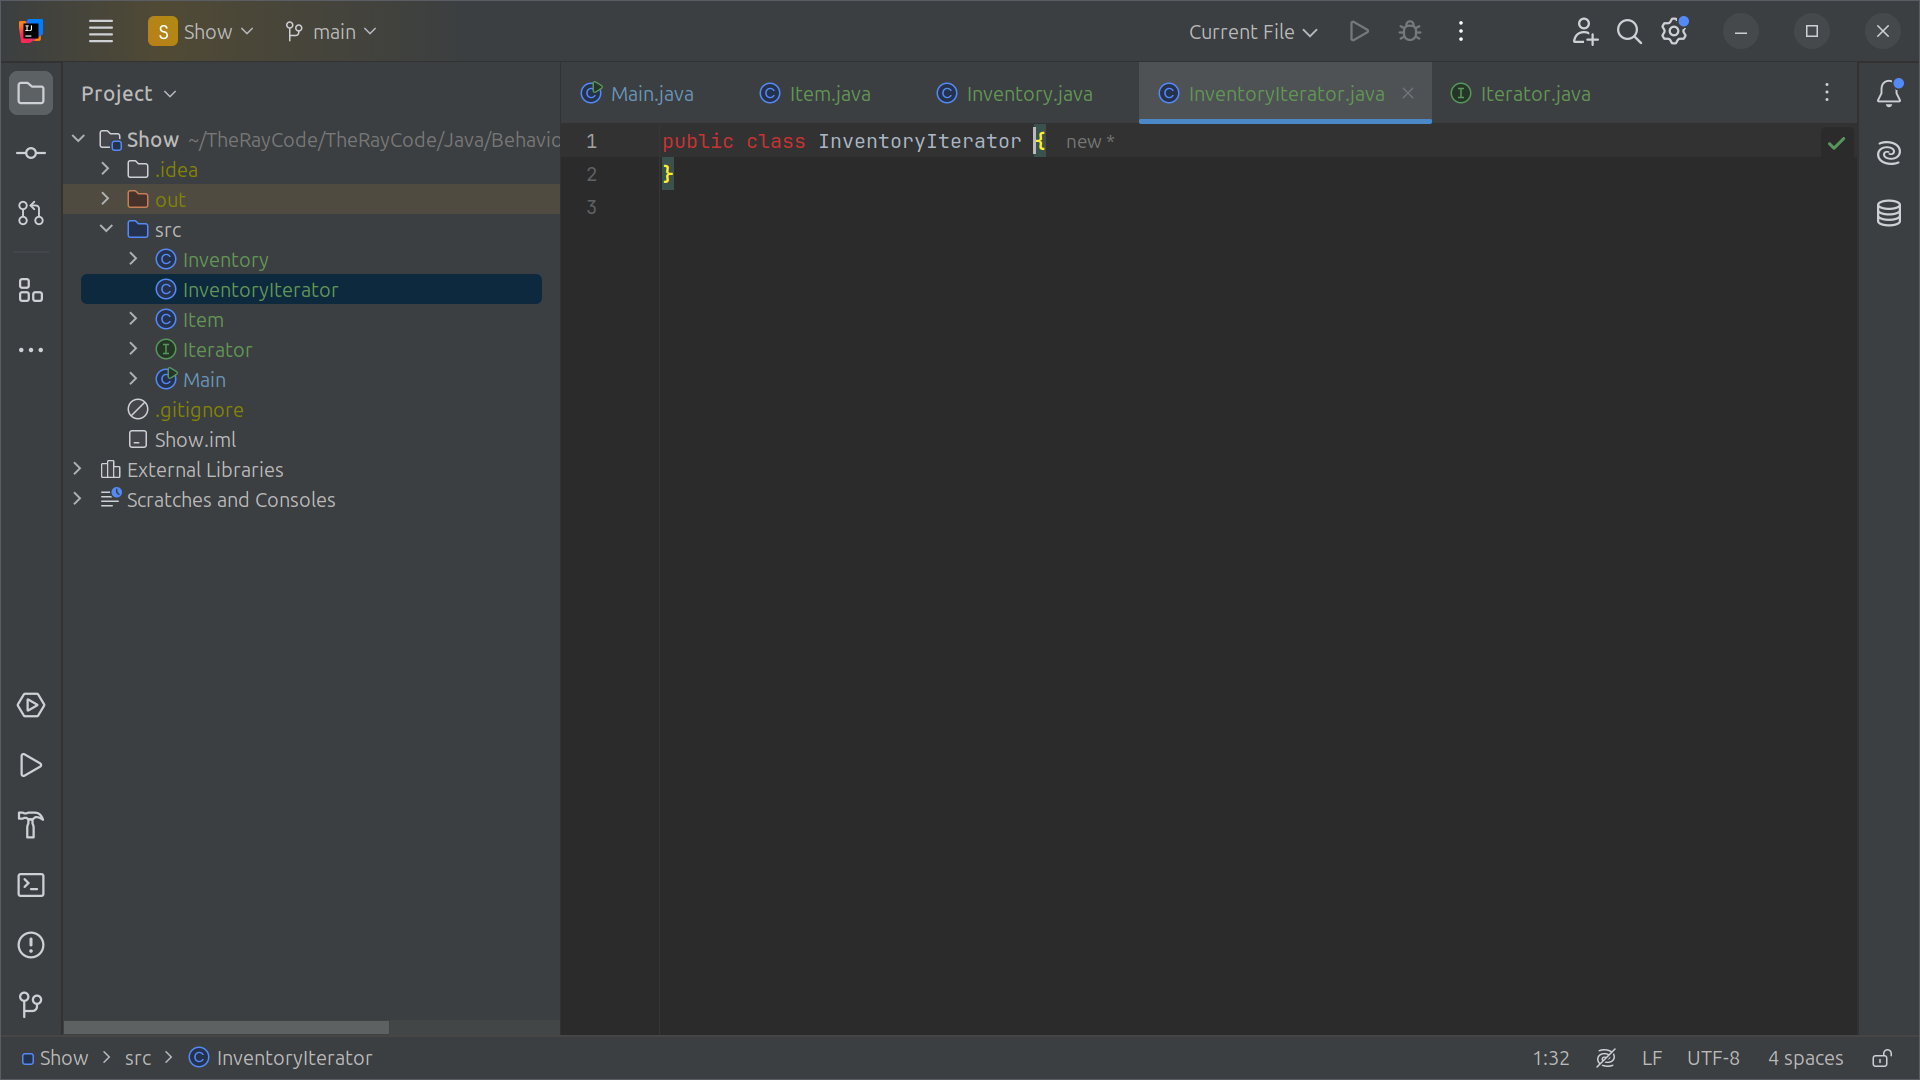 S Show main Current File
Project
Main.java Item.java Inventory.java InventoryIterator.java Iterator.java
Show ~/TheRayCode/TheRayCode/Java/Behavio
.idea
out
src
Inventory
InventoryIterator
Item
Iterator
Main
.gitignore
Show.iml
External Libraries
Scratches and Consoles
1 public class InventoryIterator { new *
2 }
3
Show > src > InventoryIterator 1:32 LF UTF-8 4 spaces